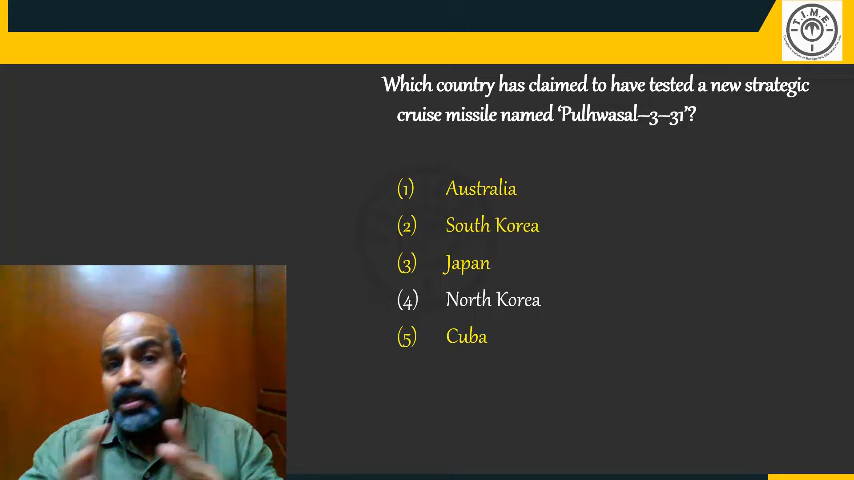 T.I.M.E.
Which country has claimed to have tested a new strategic
cruise missile named ‘Pulhwasal–3–31’?
(1) Australia
(2) South Korea
(3) Japan
(4) North Korea
(5) Cuba